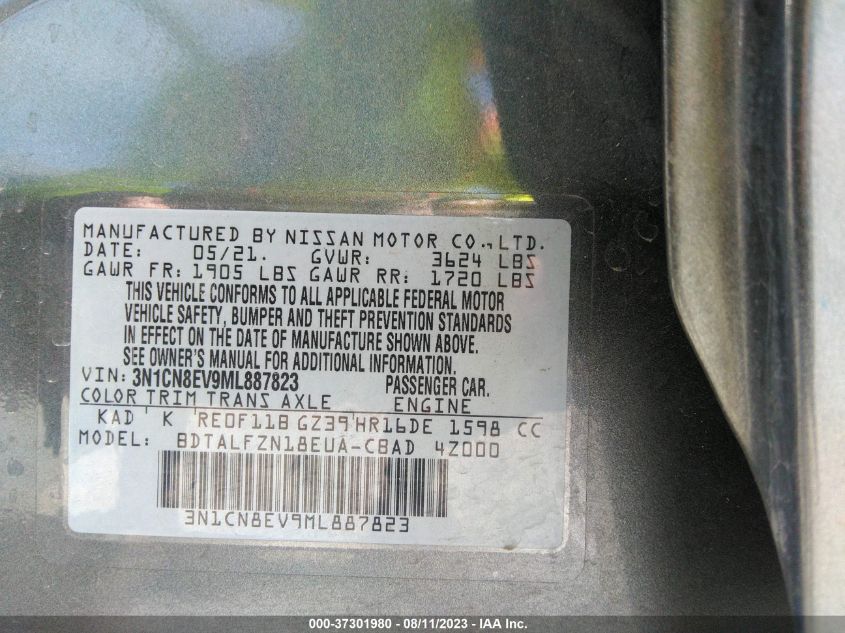 MANUFACTURED BY NISSAN MOTOR CO., LTD.
DATE: 05/21. GVWR: 3624 LBS
GAWR FR: 1905 LBS GAWR RR: 1720 LBS
THIS VEHICLE CONFORMS TO ALL APPLICABLE FEDERAL MOTOR
VEHICLE SAFETY, BUMPER AND THEFT PREVENTION STANDARDS
IN EFFECT ON THE DATE OF MANUFACTURE SHOWN ABOVE.
SEE OWNER'S MANUAL FOR ADDITIONAL INFORMATION.
VIN: 3N1CN8EV9ML887823 PASSENGER CAR.
COLOR TRIM TRANS AXLE ENGINE
KAD K RE0F11B GZ39 HR16DE 1598 CC
MODEL: BDTALFZN18EUA-CBAD 4Z000
3N1CN8EV9ML887823
000-37301980 - 08/11/2023 - IAA Inc.